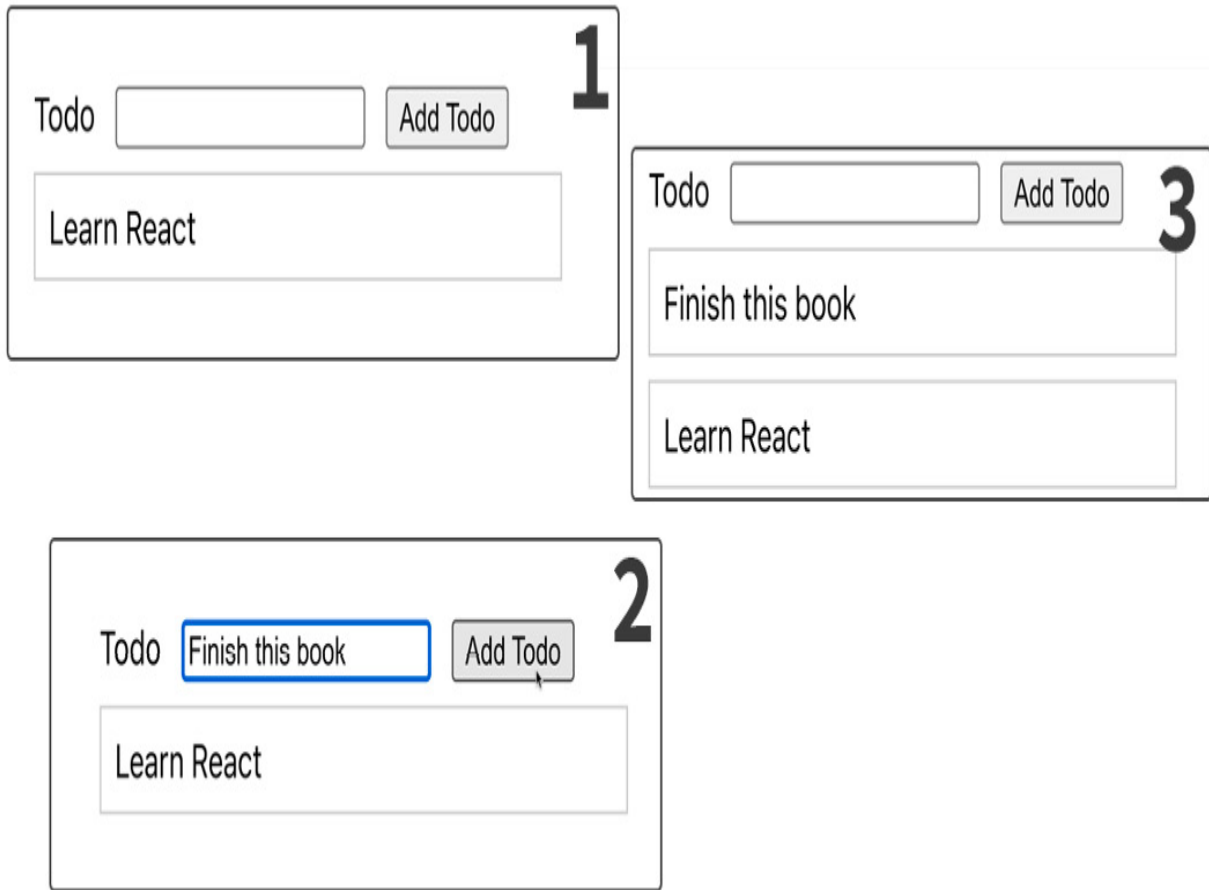 1
Todo Add Todo
Learn React
2
Todo Finish this book Add Todo
Learn React
3
Todo Add Todo
Finish this book
Learn React